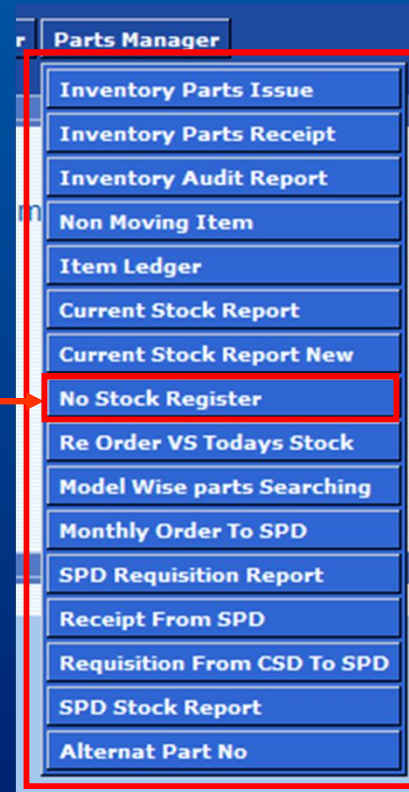 r
Parts Manager
Inventory Parts Issue
Inventory Parts Receipt
Inventory Audit Report
m
Non Moving Item
Item Ledger
Current Stock Report
Current Stock Report New
No Stock Register
Re Order VS Todays Stock
Model Wise parts Searching
Monthly Order To SPD
SPD Requisition Report
Receipt From SPD
Requisition From CSD To SPD
SPD Stock Report
Alternat Part No